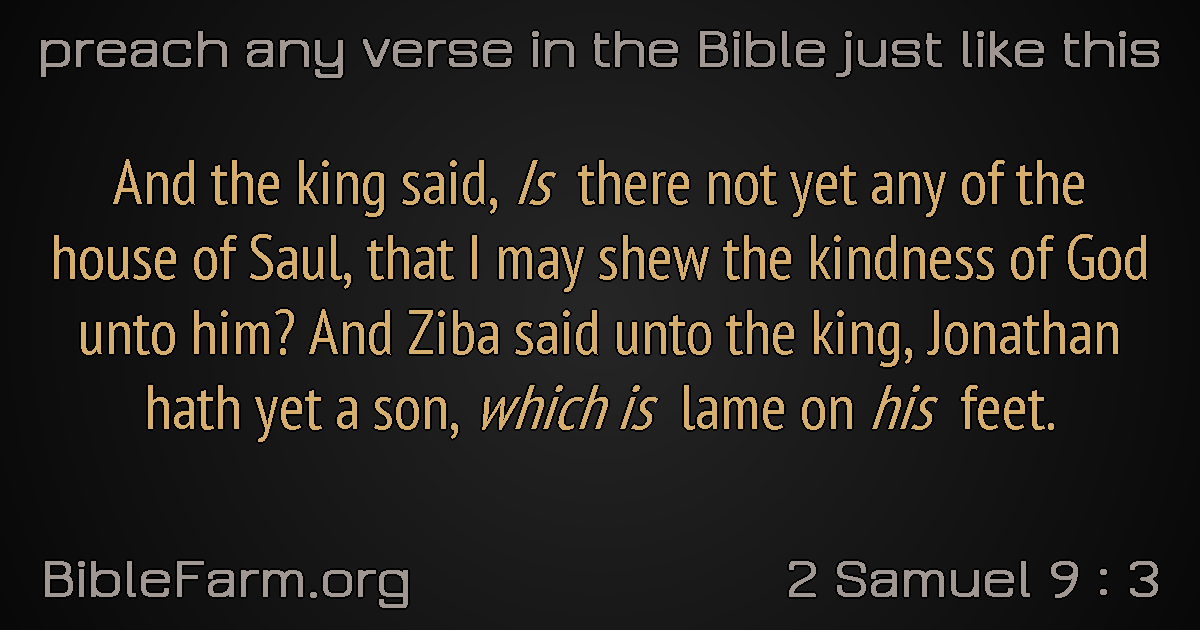 preach any verse in the Bible just like this
And the king said, Is there not yet any of the
house of Saul, that I may shew the kindness of God
unto him? And Ziba said unto the king, Jonathan
hath yet a son, which is lame on his feet.
BibleFarm.org
2 Samuel 9 : 3